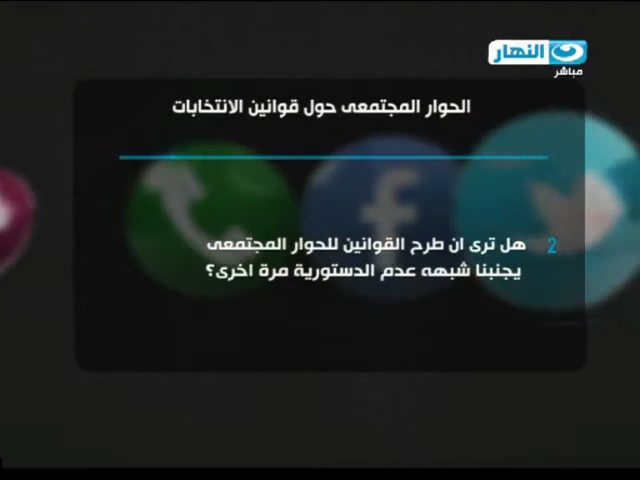 النهار
مباشر
الحوار المجتمعى حول قوانين الانتخابات
2 هل ترى ان طرح القوانين للحوار المجتمعى
يجنبنا شبهه عدم الدستورية مرة اخرى؟